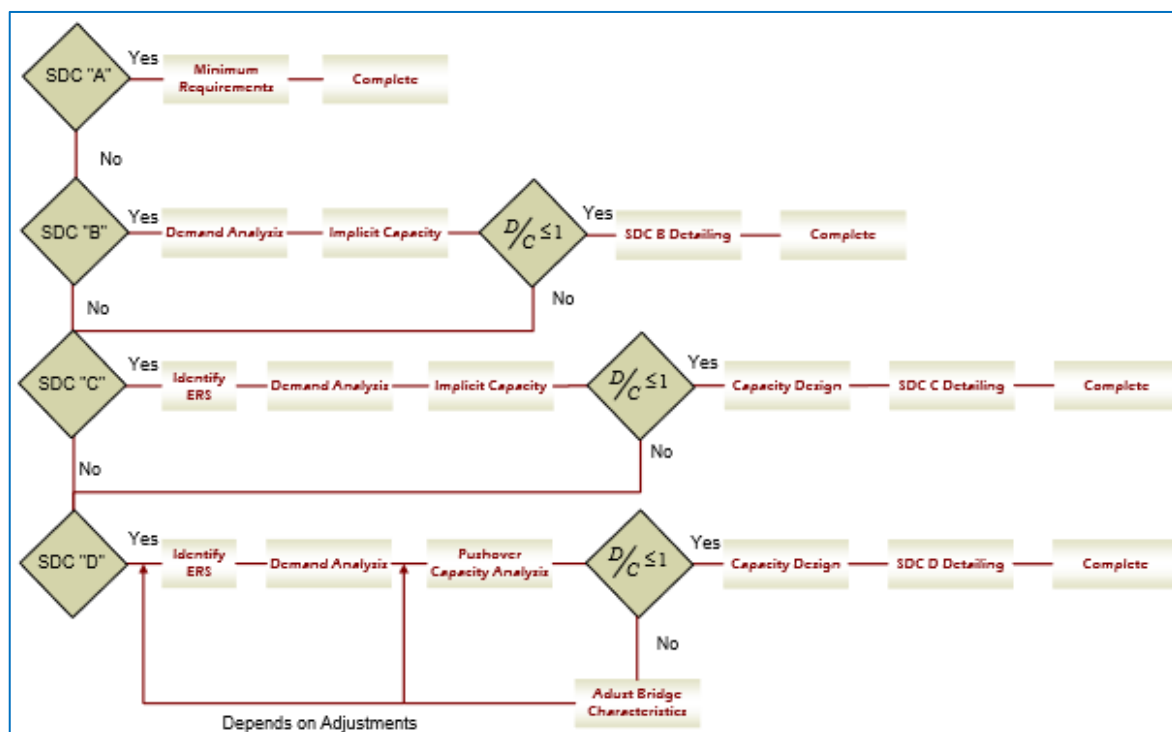 SDC "A"
Yes
Minimum
Requirements
Complete
No
SDC "B"
Yes
Demand Analysis
Implicit Capacity
D/C ≤1
Yes
SDC B Detailing
Complete
No
No
SDC "C"
Yes
Identify
ERS
Demand Analysis
Implicit Capacity
D/C ≤1
Yes
Capacity Design
SDC C Detailing
Complete
No
No
SDC "D"
Yes
Identify
ERS
Demand Analysis
Pushover
Capacity Analysis
D/C ≤1
Yes
Capacity Design
SDC D Detailing
Complete
No
Adust Bridge
Characteristics
Depends on Adjustments